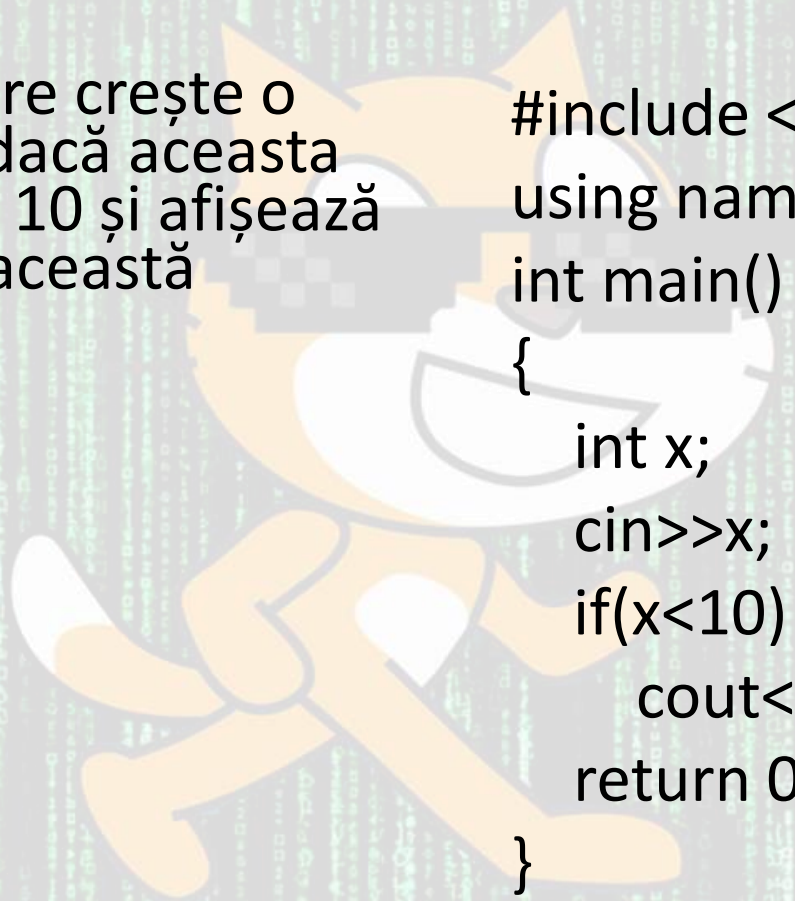 re crește o
dacă aceasta
10 și afișează
această
#include <
using nam
int main()
{
int x;
cin>>x;
if(x<10)
cout<
return 0
}